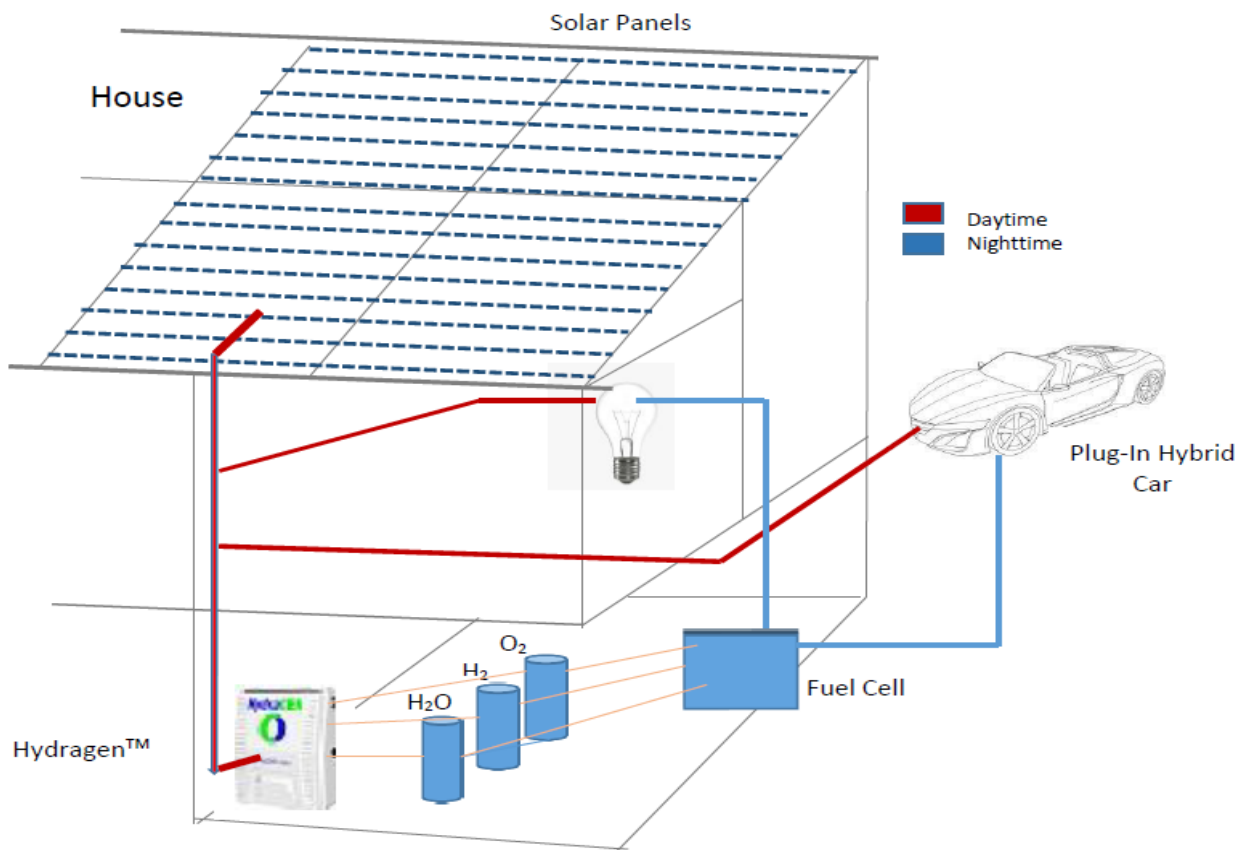 Solar Panels
House
Daytime
Nighttime
Plug-In Hybrid
Car
O₂
H₂
H₂O
Fuel Cell
Hydragen™